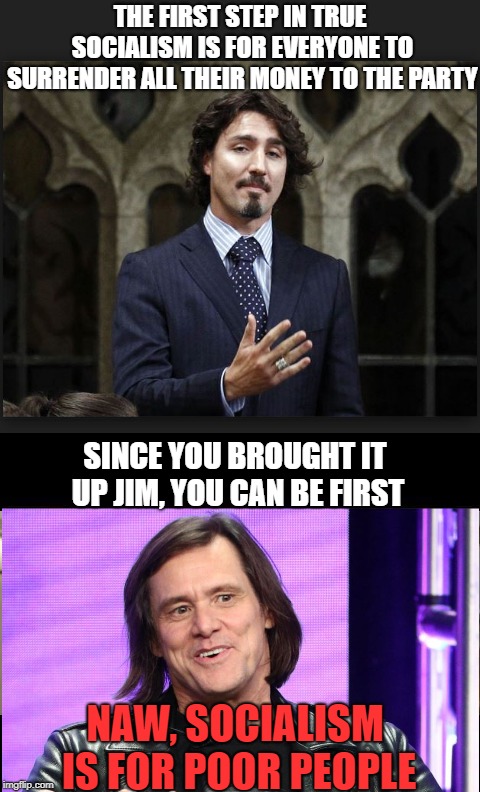 THE FIRST STEP IN TRUE
SOCIALISM IS FOR EVERYONE TO
SURRENDER ALL THEIR MONEY TO THE PARTY
SINCE YOU BROUGHT IT
UP JIM, YOU CAN BE FIRST
NAW, SOCIALISM
IS FOR POOR PEOPLE
imgflip.com